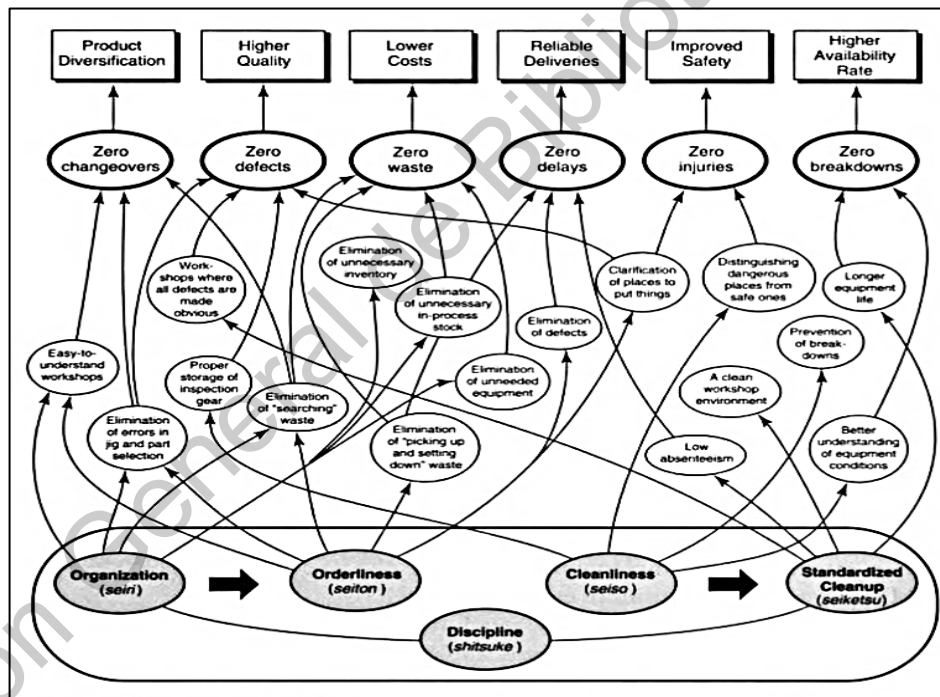 Product
Diversification
Higher
Quality
Lower
Costs
Reliable
Deliveries
Improved
Safety
Higher
Availability
Rate
Zero
changeovers
Zero
defects
Zero
waste
Zero
delays
Zero
injuries
Zero
breakdowns
Work-
shops where
all defects are
made
obvious
Elimination
of unnecessary
inventory
Elimination
of unnecessary
in-process
stock
Clarification
of places to
put things
Distinguishing
dangerous
places from
safe ones
Longer
equipment
life
Elimination
of defects
Prevention
of break-
downs
Easy-to-
understand
workshops
Proper
storage of
inspection
gear
Elimination
of "searching"
waste
Elimination
of unneeded
equipment
A clean
workshop
environment
Elimination
of errors in
jig and part
selection
Elimination
of "picking up
and setting
down" waste
Low
absenteeism
Better
understanding
of equipment
conditions
Organization
(seiri)
Orderliness
(seiton)
Cleanliness
(seiso)
Standardized
Cleanup
(seiketsu)
Discipline
(shitsuke)
on General de Bibliot